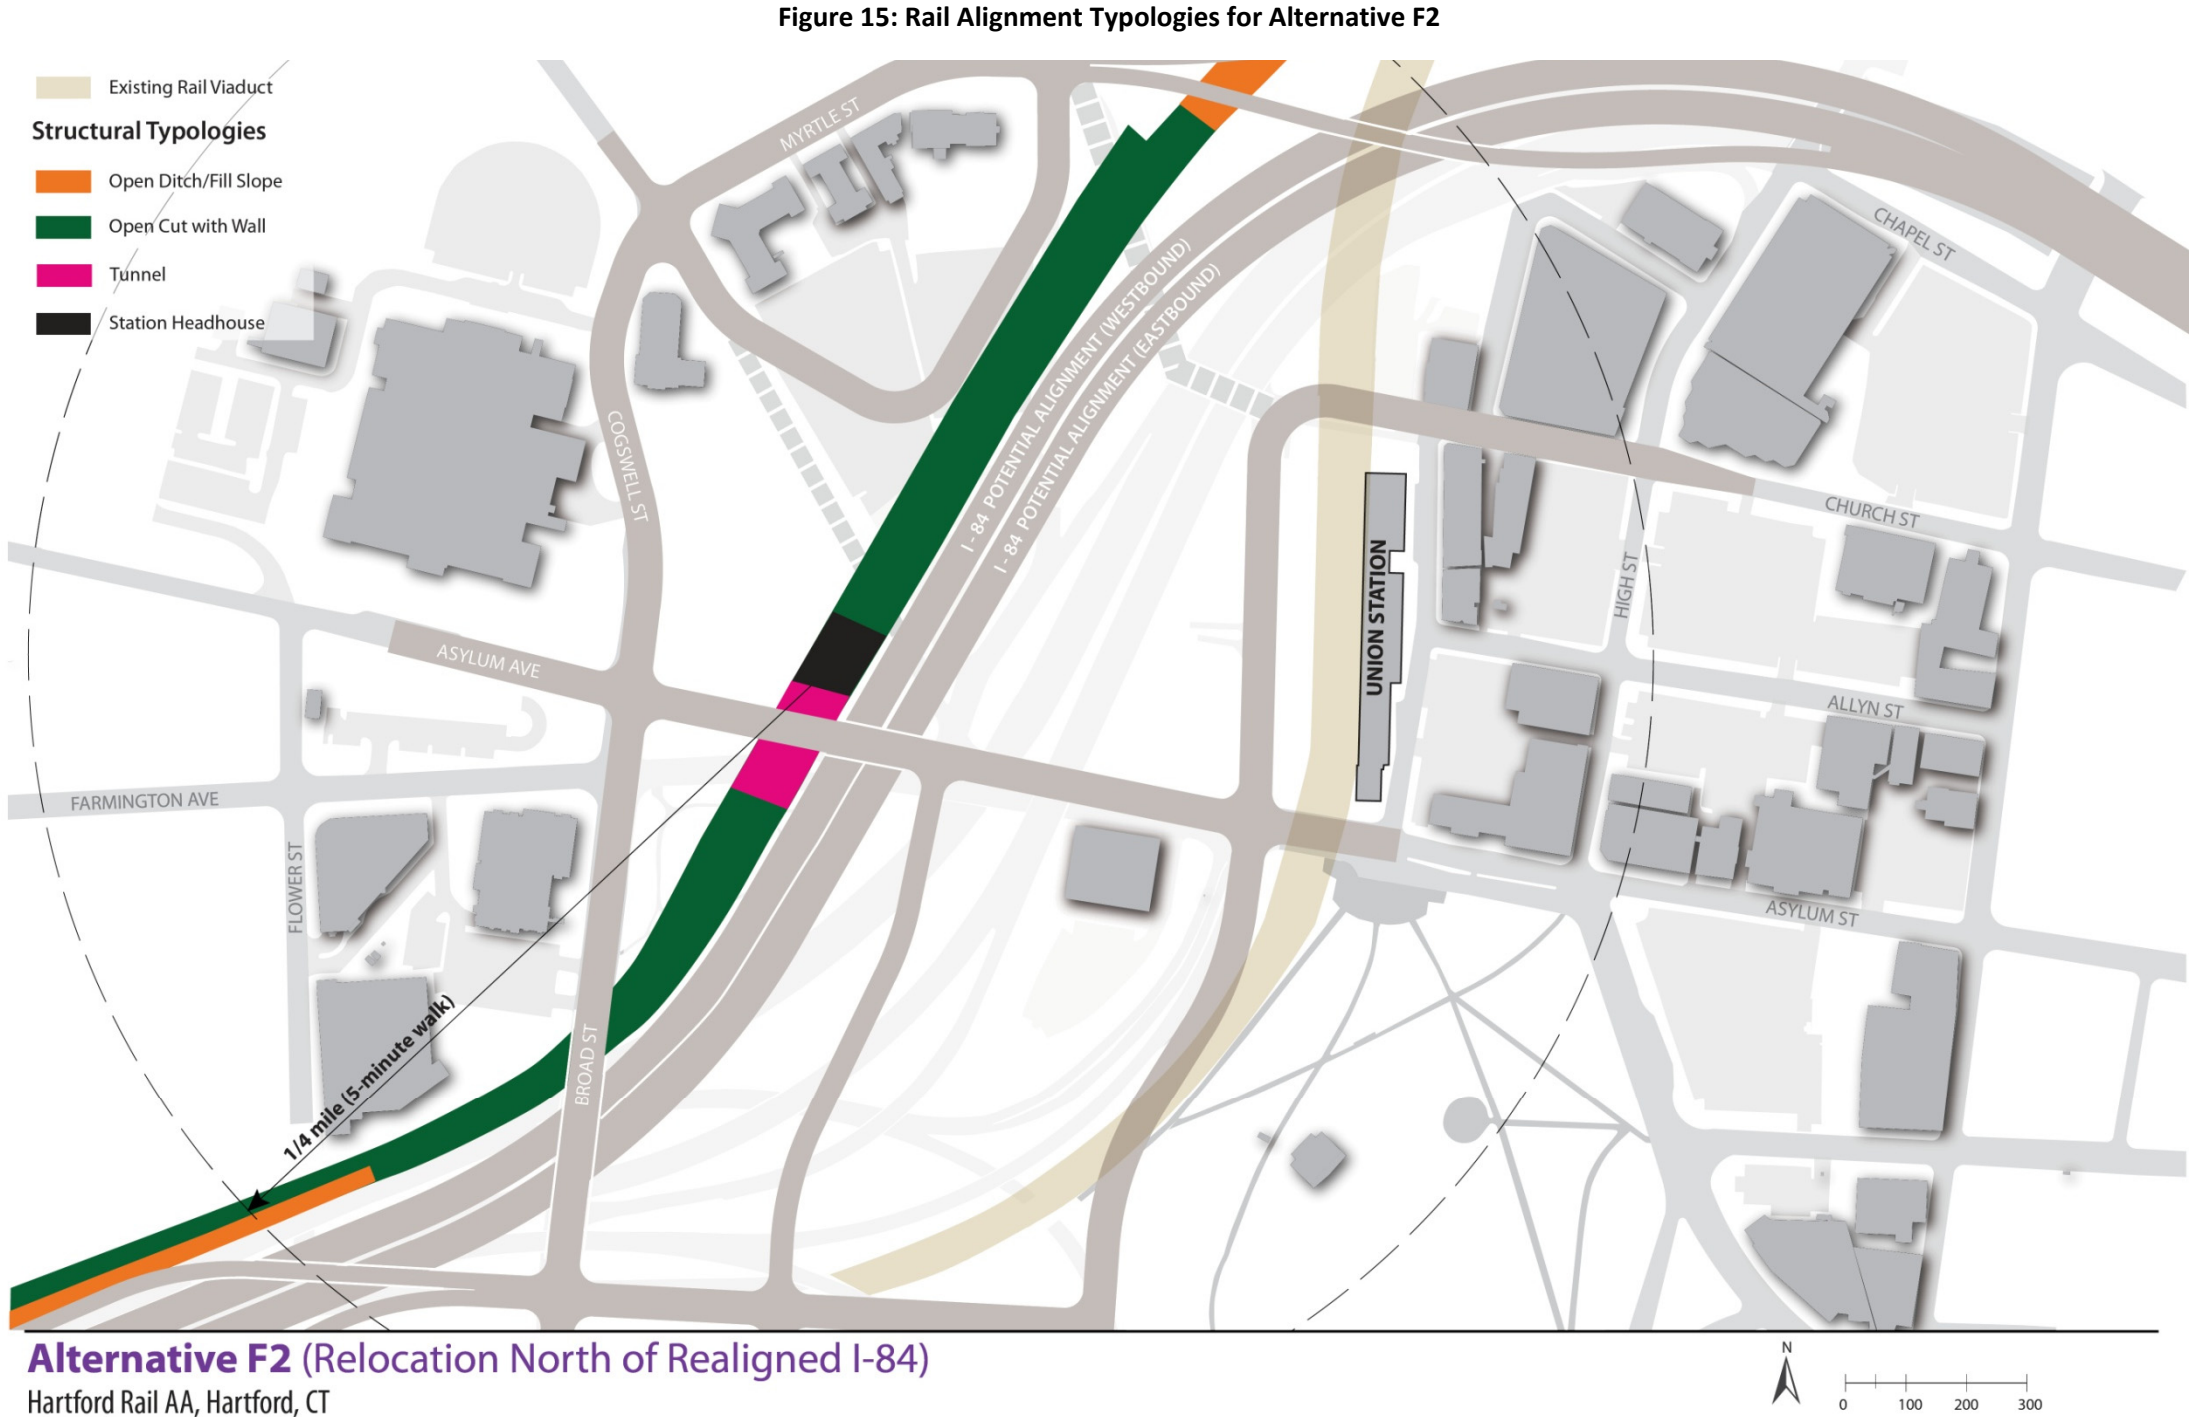 Figure 15: Rail Alignment Typologies for Alternative F2
Existing Rail Viaduct
Structural Typologies
Open Ditch/Fill Slope
Open Cut with Wall
Tunnel
Station Headhouse
MYRTLE ST
CHAPEL ST
COGSWELL ST
I-84 POTENTIAL ALIGNMENT (WESTBOUND)
I-84 POTENTIAL ALIGNMENT (EASTBOUND)
CHURCH ST
HIGH ST
UNION STATION
ASYLUM AVE
ALLYN ST
FARMINGTON AVE
FLOWER ST
ASYLUM ST
BROAD ST
1/4 mile (5-minute walk)
Alternative F2 (Relocation North of Realigned I-84)
Hartford Rail AA, Hartford, CT
N
0 100 200 300